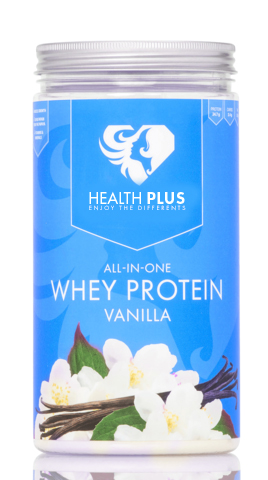 HEALTH PLUS
ENJOY THE DIFFERENTS
ALL-IN-ONE
WHEY PROTEIN
VANILLA